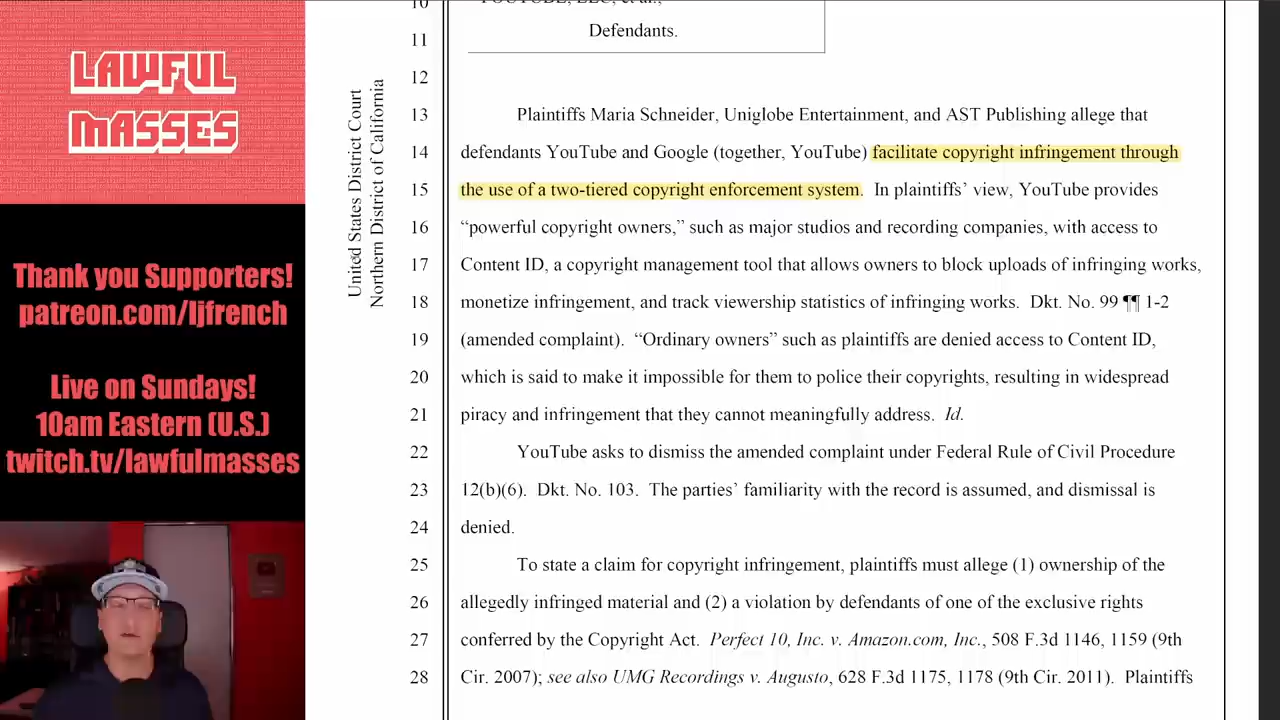 LAWFUL
MASSES
Thank you Supporters!
patreon.com/ljfrench
Live on Sundays!
10am Eastern (U.S.)
twitch.tv/lawfulmasses
United States District Court
Northern District of California
10 YOUTUBE, LLC, et al.,
11 Defendants.
12
13 Plaintiffs Maria Schneider, Uniglobe Entertainment, and AST Publishing allege that
14 defendants YouTube and Google (together, YouTube) facilitate copyright infringement through
15 the use of a two-tiered copyright enforcement system. In plaintiffs’ view, YouTube provides
16 “powerful copyright owners,” such as major studios and recording companies, with access to
17 Content ID, a copyright management tool that allows owners to block uploads of infringing works,
18 monetize infringement, and track viewership statistics of infringing works. Dkt. No. 99 ¶¶ 1-2
19 (amended complaint). “Ordinary owners” such as plaintiffs are denied access to Content ID,
20 which is said to make it impossible for them to police their copyrights, resulting in widespread
21 piracy and infringement that they cannot meaningfully address. Id.
22 YouTube asks to dismiss the amended complaint under Federal Rule of Civil Procedure
23 12(b)(6). Dkt. No. 103. The parties’ familiarity with the record is assumed, and dismissal is
24 denied.
25 To state a claim for copyright infringement, plaintiffs must allege (1) ownership of the
26 allegedly infringed material and (2) a violation by defendants of one of the exclusive rights
27 conferred by the Copyright Act. Perfect 10, Inc. v. Amazon.com, Inc., 508 F.3d 1146, 1159 (9th
28 Cir. 2007); see also UMG Recordings v. Augusto, 628 F.3d 1175, 1178 (9th Cir. 2011). Plaintiffs